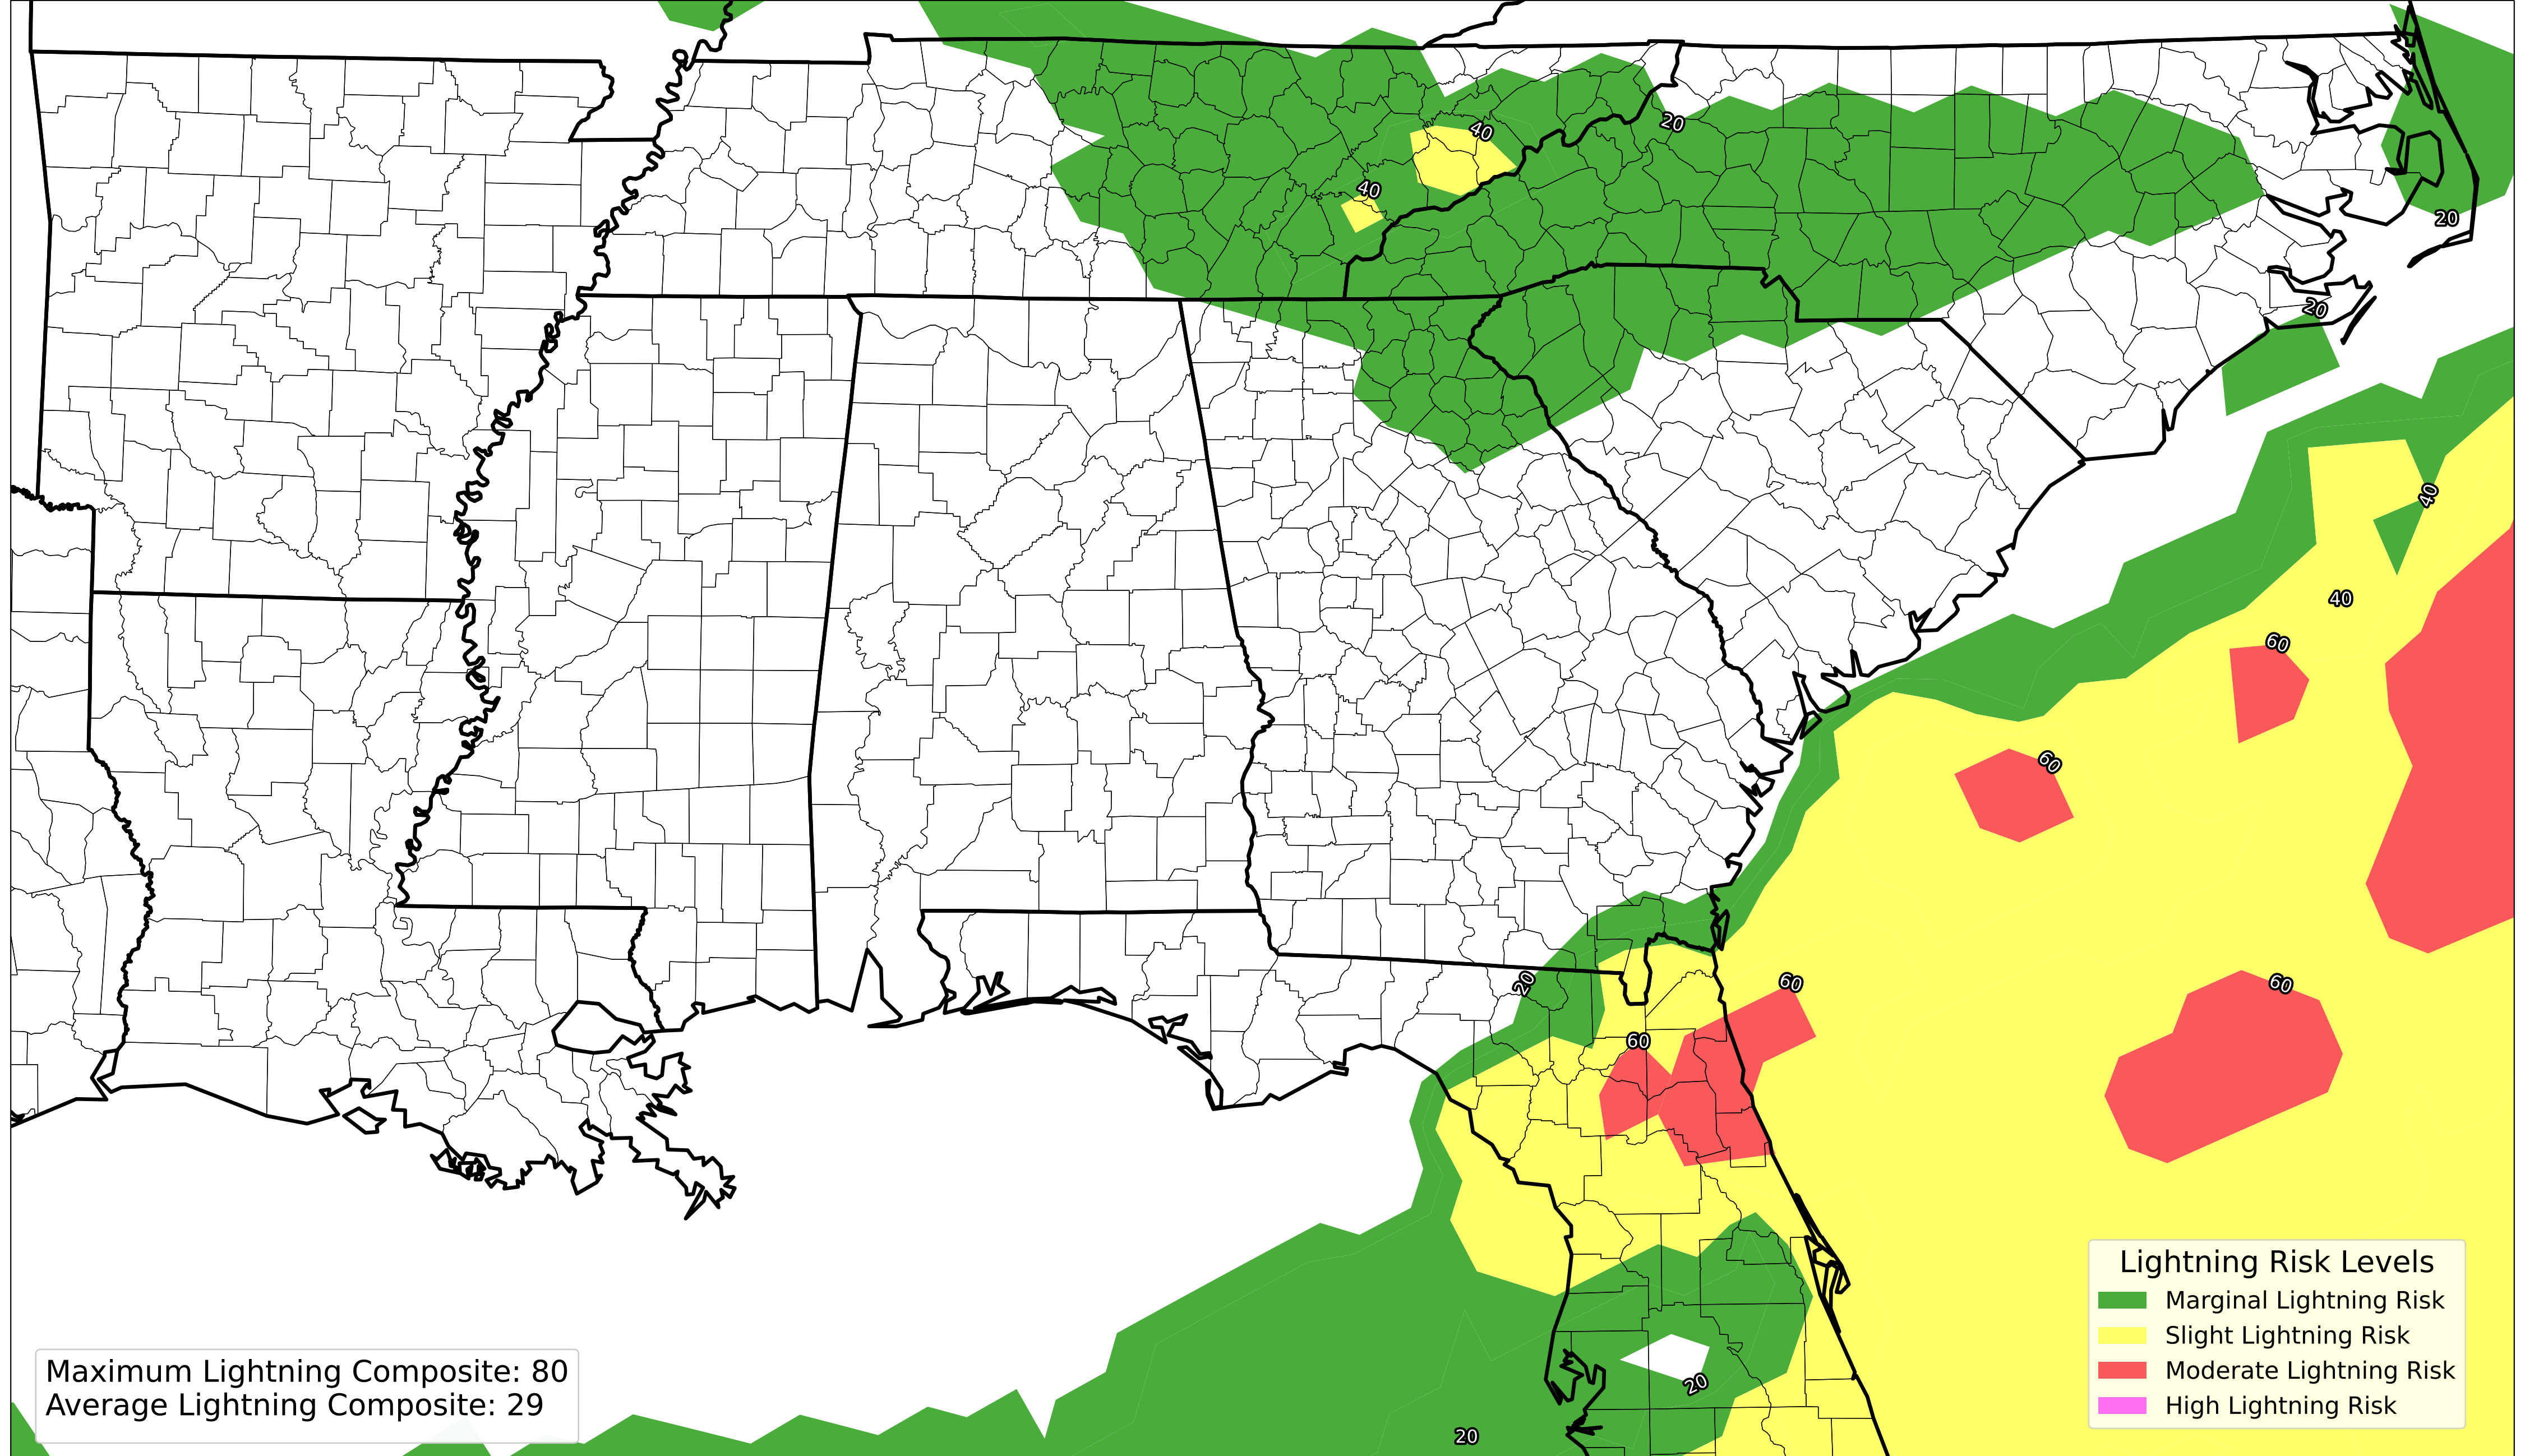 40
20
40
20
20
40
40
60
60
60
60
20
60
20
20
Lightning Risk Levels
Marginal Lightning Risk
Slight Lightning Risk
Moderate Lightning Risk
High Lightning Risk
Maximum Lightning Composite: 80
Average Lightning Composite: 29